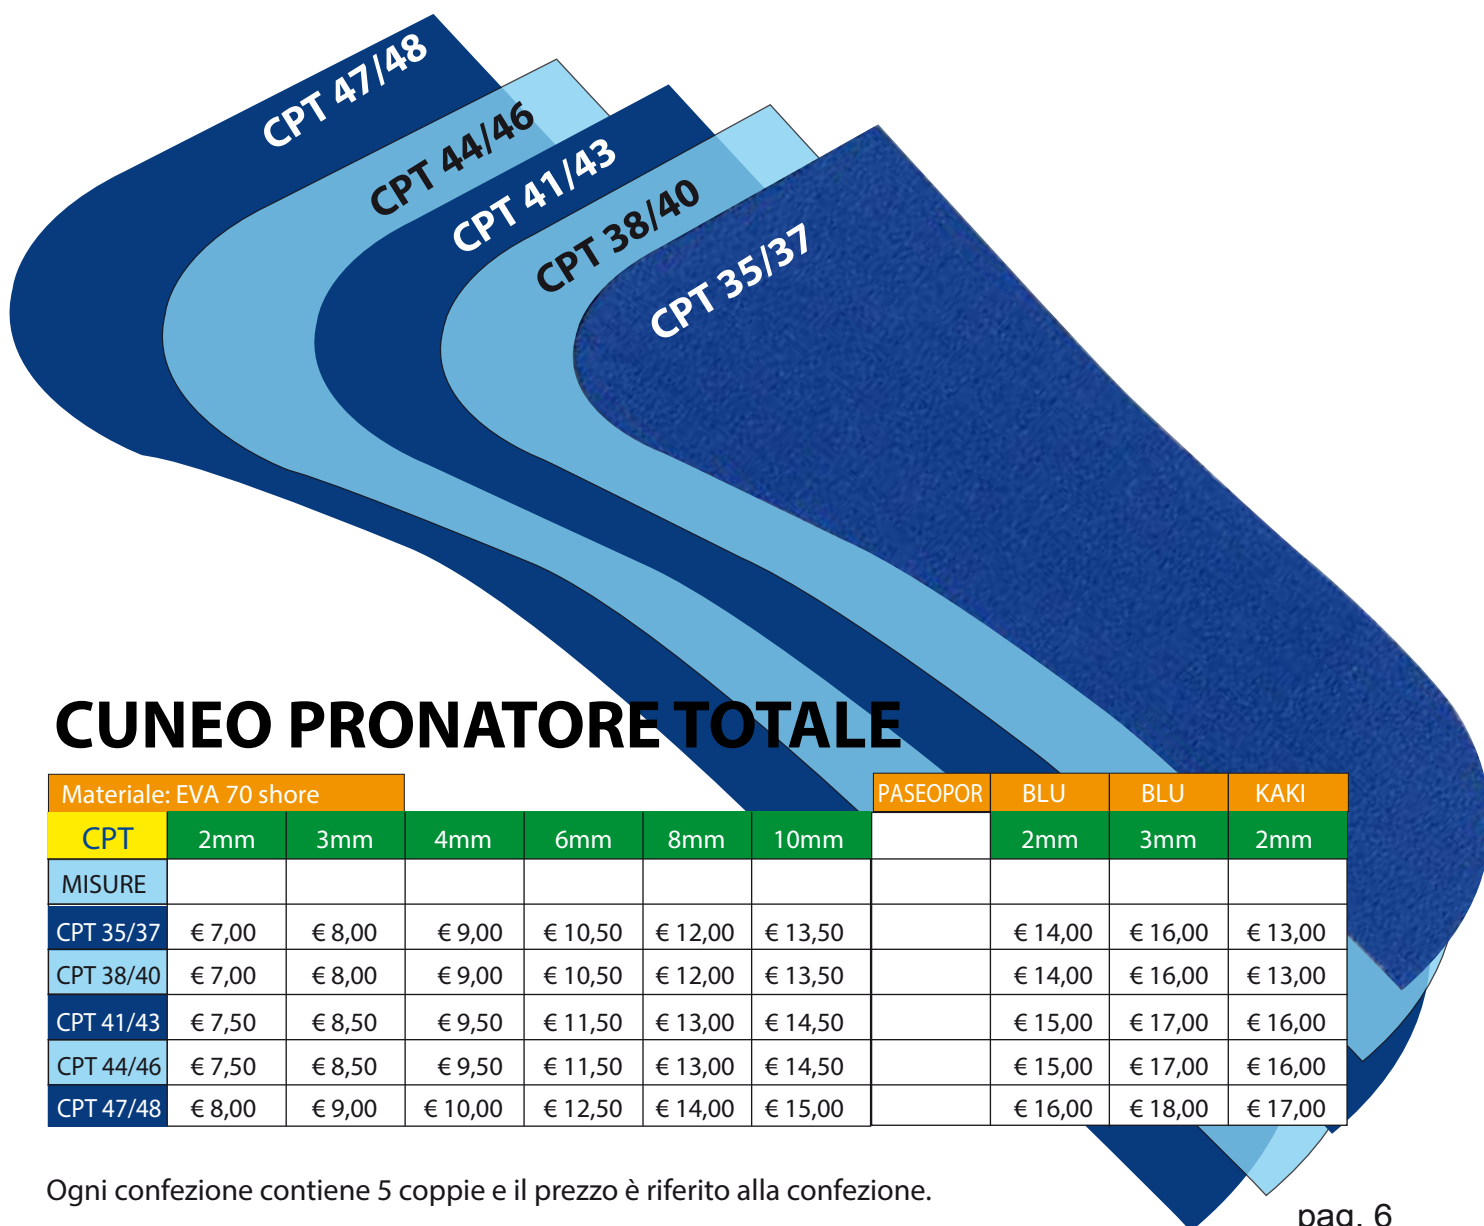 CPT 47/48
CPT 44/46
CPT 41/43
CPT 38/40
CPT 35/37
CUNEO PRONATORE TOTALE
Materiale: EVA 70 shore PASEOPOR BLU BLU KAKI
CPT 2mm 3mm 4mm 6mm 8mm 10mm 2mm 3mm 2mm
MISURE
CPT 35/37 € 7,00 € 8,00 € 9,00 € 10,50 € 12,00 € 13,50 € 14,00 € 16,00 € 13,00
CPT 38/40 € 7,00 € 8,00 € 9,00 € 10,50 € 12,00 € 13,50 € 14,00 € 16,00 € 13,00
CPT 41/43 € 7,50 € 8,50 € 9,50 € 11,50 € 13,00 € 14,50 € 15,00 € 17,00 € 16,00
CPT 44/46 € 7,50 € 8,50 € 9,50 € 11,50 € 13,00 € 14,50 € 15,00 € 17,00 € 16,00
CPT 47/48 € 8,00 € 9,00 € 10,00 € 12,50 € 14,00 € 15,00 € 16,00 € 18,00 € 17,00
Ogni confezione contiene 5 coppie e il prezzo è riferito alla confezione.
pag. 6